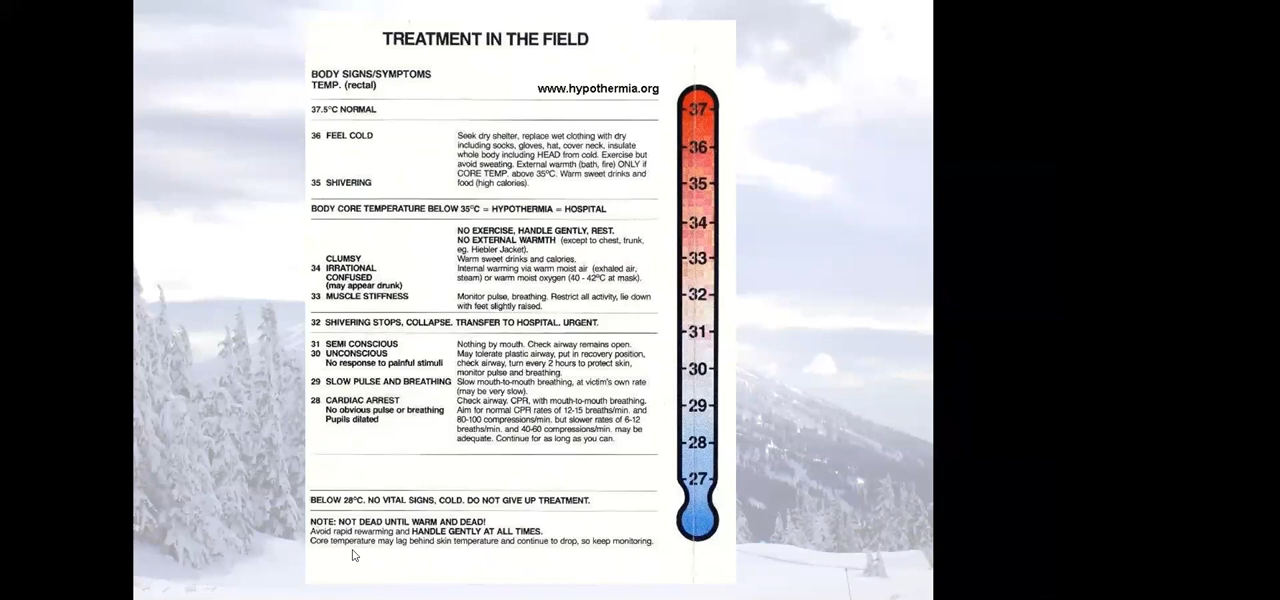 TREATMENT IN THE FIELD
BODY SIGNS/SYMPTOMS
TEMP. (rectal)
www.hypothermia.org
37.5°C NORMAL
36 FEEL COLD
Seek dry shelter, replace wet clothing with dry
including socks, gloves, hat, cover neck, insulate
whole body including HEAD from cold. Exercise but
avoid sweating. External warmth (bath, fire) ONLY if
CORE TEMP. above 35°C. Warm sweet drinks and
35 SHIVERING
food (high calories).
BODY CORE TEMPERATURE BELOW 35°C = HYPOTHERMIA = HOSPITAL
NO EXERCISE, HANDLE GENTLY, REST.
NO EXTERNAL WARMTH (except to chest, trunk,
eg. Hiebler Jacket).
CLUMSY
Warm sweet drinks and calories.
34 IRRATIONAL
Internal warming via warm moist air (exhaled air,
CONFUSED
steam) or warm moist oxygen (40 - 42°C at mask).
(may appear drunk)
33 MUSCLE STIFFNESS
Monitor pulse, breathing. Restrict all activity, lie down
with feet slightly raised.
32 SHIVERING STOPS, COLLAPSE. TRANSFER TO HOSPITAL. URGENT.
31 SEMI CONSCIOUS
Nothing by mouth. Check airway remains open.
30 UNCONSCIOUS
May tolerate plastic airway, put in recovery position,
No response to painful stimuli
check airway, turn every 2 hours to protect skin,
monitor pulse and breathing.
29 SLOW PULSE AND BREATHING
Slow mouth-to-mouth breathing, at victim's own rate
(may be very slow).
28 CARDIAC ARREST
Check airway. CPR, with mouth-to-mouth breathing.
No obvious pulse or breathing
Aim for normal CPR rates of 12-15 breaths/min. and
Pupils dilated
80-100 compressions/min. but slower rates of 6-12
breaths/min. and 40-60 compressions/min. may be
adequate. Continue for as long as you can.
BELOW 28°C. NO VITAL SIGNS, COLD. DO NOT GIVE UP TREATMENT.
NOTE: NOT DEAD UNTIL WARM AND DEAD!
Avoid rapid rewarming and HANDLE GENTLY AT ALL TIMES.
Core temperature may lag behind skin temperature and continue to drop, so keep monitoring.
37
36
35
34
33
32
31
30
29
28
27